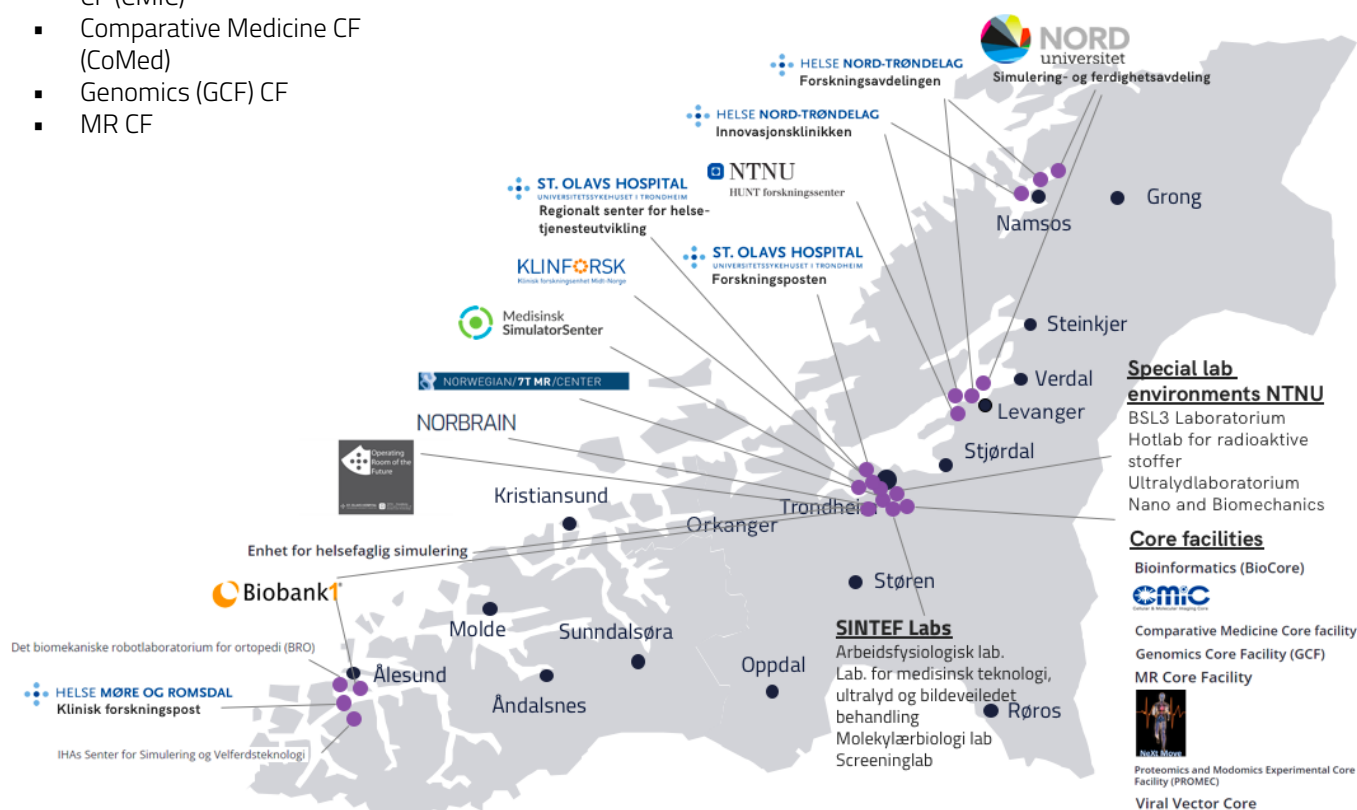 CF (CMIC)
▪ Comparative Medicine CF
(CoMed)
▪ Genomics (GCF) CF
▪ MR CF
NORD
universitet
Simulering- og ferdighetsavdeling
HELSE NORD-TRØNDELAG
Forskningsavdelingen
HELSE NORD-TRØNDELAG
Innovasjonsklinikken
NTNU
HUNT forskningssenter
ST. OLAVS HOSPITAL
UNIVERSITETSSYKEHUSET I TRONDHEIM
Regionalt senter for helse-
tjenesteutvikling
ST. OLAVS HOSPITAL
UNIVERSITETSSYKEHUSET I TRONDHEIM
Forskningsposten
KLINFORSK
Klinisk forskningsenhet Midt-Norge
Medisinsk
SimulatorSenter
NORWEGIAN/7T MR/CENTER
NORBRAIN
Operating
Room of the
Future
Enhet for helsefaglig simulering
Biobank1
Det biomekaniske robotlaboratorium for ortopedi (BRO)
HELSE MØRE OG ROMSDAL
Klinisk forskningspost
IHAs Senter for Simulering og Velferdsteknologi
Grong
Namsos
Steinkjer
Verdal
Levanger
Stjørdal
Trondheim
Orkanger
Kristiansund
Støren
Molde
Sunndalsøra
Ålesund
Åndalsnes
Oppdal
Røros
Special lab
environments NTNU
BSL3 Laboratorium
Hotlab for radioaktive
stoffer
Ultralydlaboratorium
Nano and Biomechanics
Core facilities
Bioinformatics (BioCore)
CMIC
Cellular & Molecular Imaging Core
Comparative Medicine Core facility
Genomics Core Facility (GCF)
MR Core Facility
NeXt Move
Proteomics and Modomics Experimental Core
Facility (PROMEC)
Viral Vector Core
SINTEF Labs
Arbeidsfysiologisk lab.
Lab. for medisinsk teknologi,
ultralyd og bildeveiledet
behandling
Molekylærbiologi lab
Screeninglab